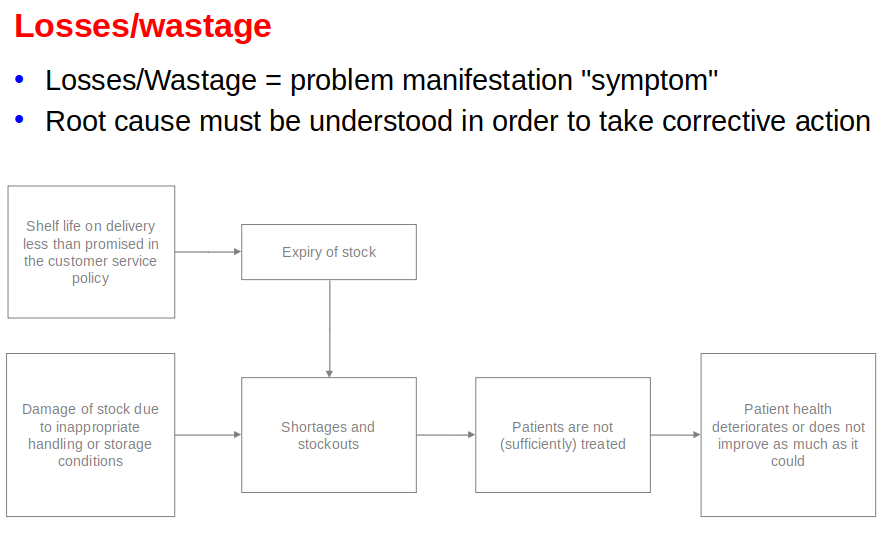 Losses/wastage
• Losses/Wastage = problem manifestation "symptom"
• Root cause must be understood in order to take corrective action
Shelf life on delivery
less than promised in
the customer service
policy
Expiry of stock
Damage of stock due
to inappropriate
handling or storage
conditions
Shortages and
stockouts
Patients are not
(sufficiently) treated
Patient health
deteriorates or does not
improve as much as it
could